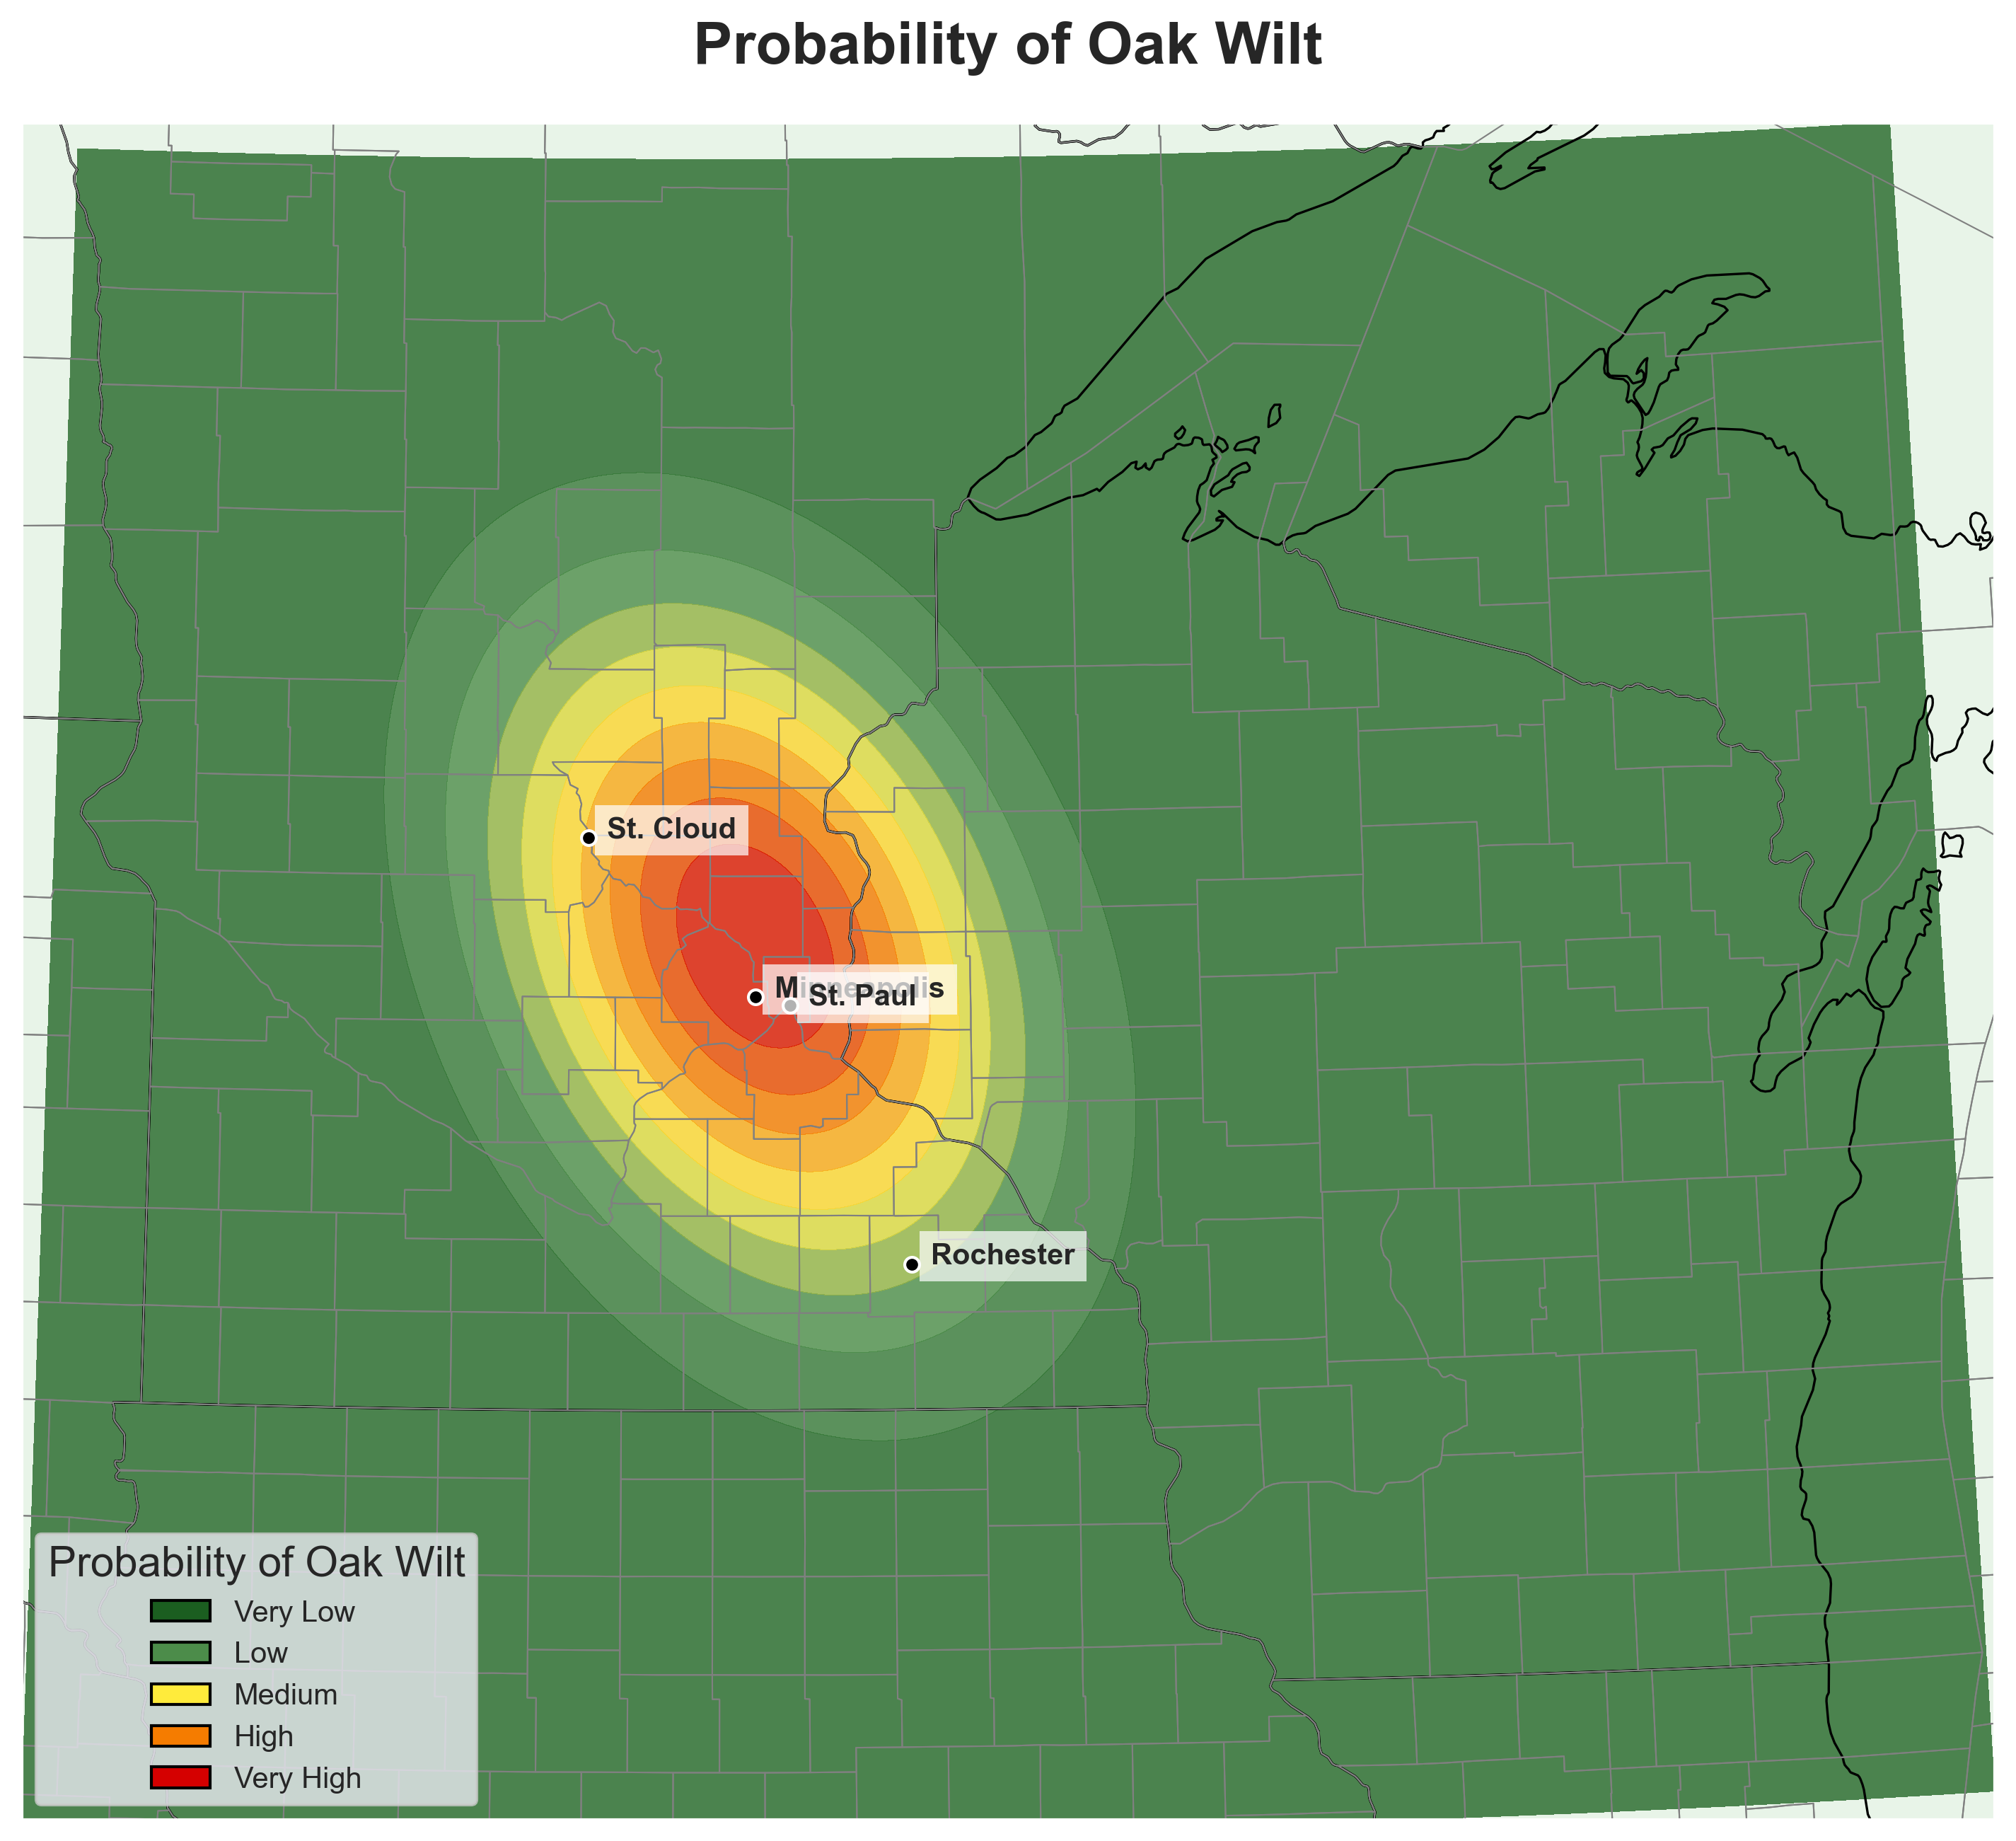 Probability of Oak Wilt
St. Cloud
Minneapolis
St. Paul
Rochester
Probability of Oak Wilt
Very Low
Low
Medium
High
Very High